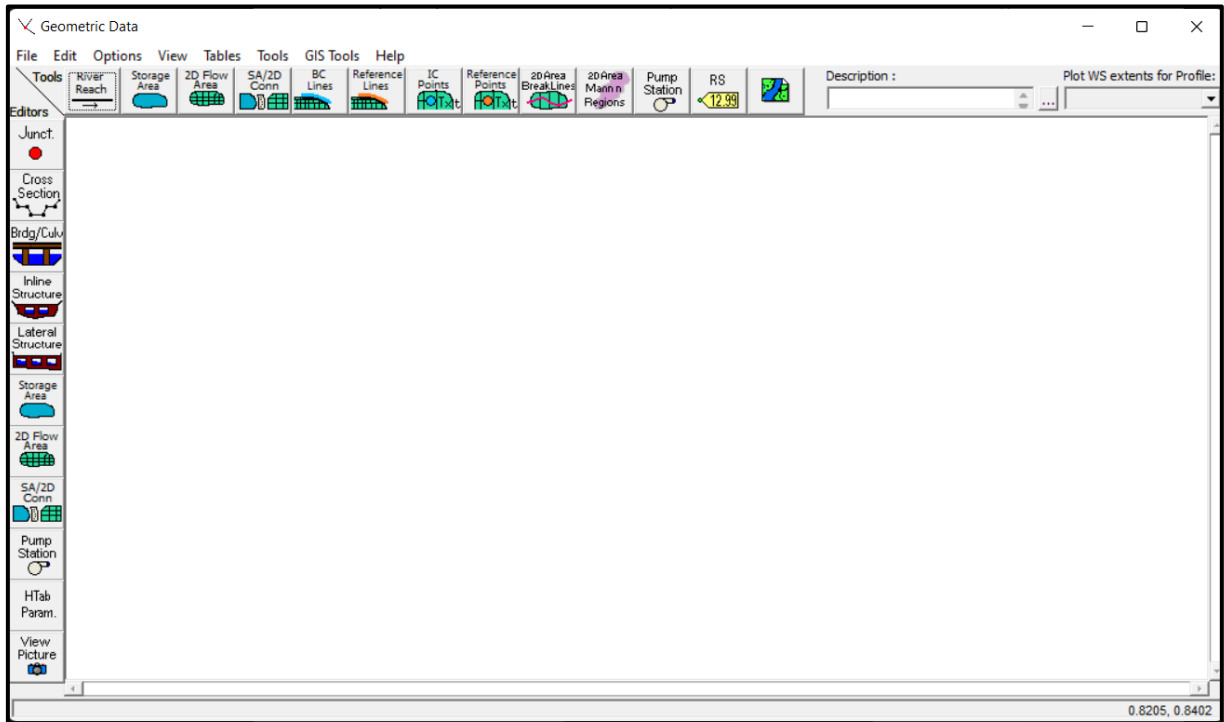 Geometric Data
File Edit Options View Tables Tools GIS Tools Help
Tools
Editors
River
Reach
Storage
Area
2D Flow
Area
SA/2D
Conn
BC
Lines
Reference
Lines
IC
Points
Txt
Reference
Points
Txt
2D Area
BreakLines
2D Area
Mann n
Regions
Pump
Station
RS
12.99
Description :
...
Plot WS extents for Profile:
Junct.
Cross
Section
Brdg/Culv
Inline
Structure
Lateral
Structure
Storage
Area
2D Flow
Area
SA/2D
Conn
Pump
Station
HTab
Param.
View
Picture
0.8205, 0.8402